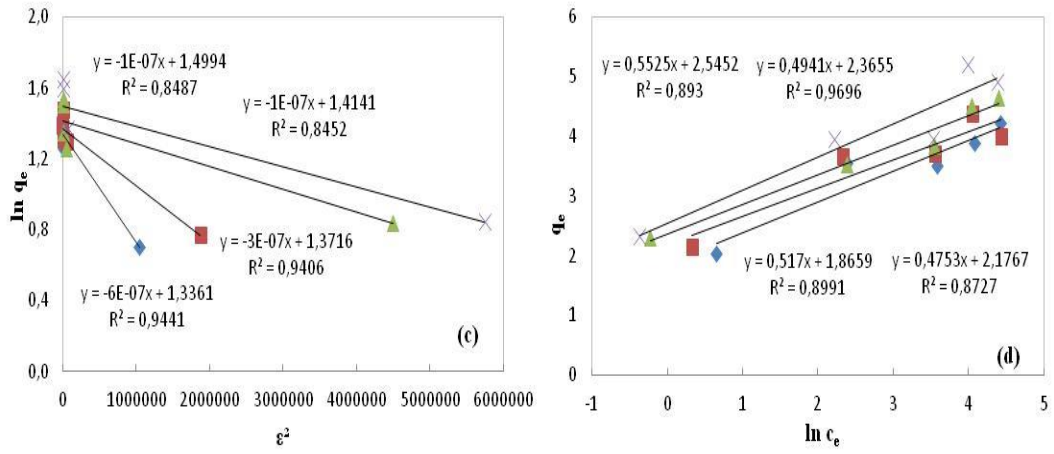 2,0
1,6
1,2
0,8
0,4
0,0
ln qe
y = -1E-07x + 1,4994
R² = 0,8487
y = -1E-07x + 1,4141
R² = 0,8452
y = -3E-07x + 1,3716
R² = 0,9406
y = -6E-07x + 1,3361
R² = 0,9441
(c)
0 1000000 2000000 3000000 4000000 5000000 6000000
ε²
6
5
4
3
2
1
0
qe
y = 0,5525x + 2,5452
R² = 0,893
y = 0,4941x + 2,3655
R² = 0,9696
y = 0,517x + 1,8659
R² = 0,8991
y = 0,4753x + 2,1767
R² = 0,8727
(d)
-1 0 1 2 3 4 5
ln ce